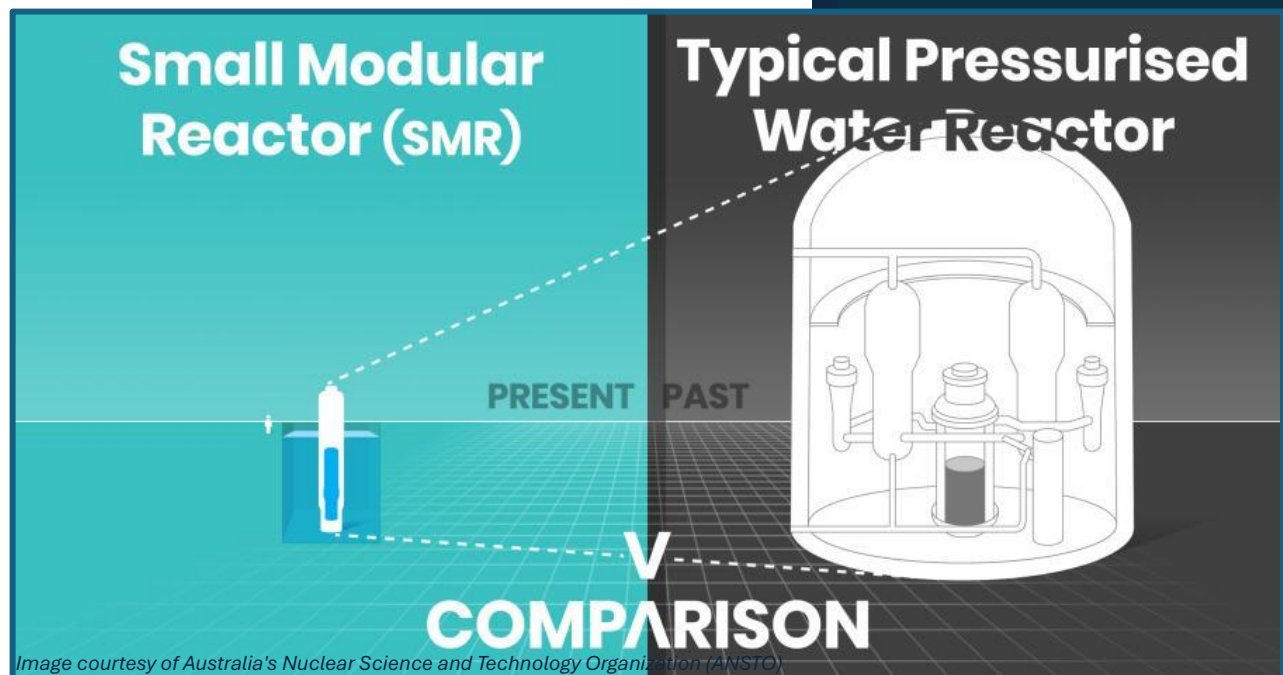 Small Modular
Reactor (SMR)
Typical Pressurised
Water Reactor
PRESENT PAST
V
COMPARISON
Image courtesy of Australia's Nuclear Science and Technology Organization (ANSTO)